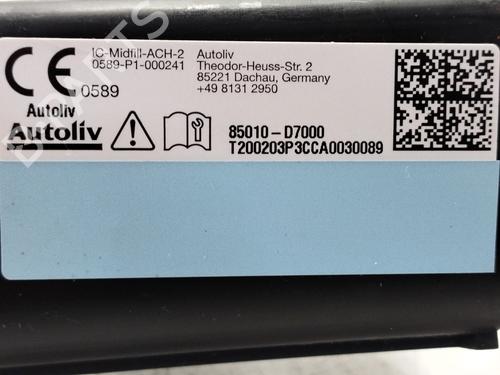 CE 0589
IC-Midfill-ACH-2
0589-P1-000241
Autoliv
Theodor-Heuss-Str. 2
85221 Dachau, Germany
+49 8131 2950
Autoliv
Autoliv
85010-D7000
T200203P3CCA0030089